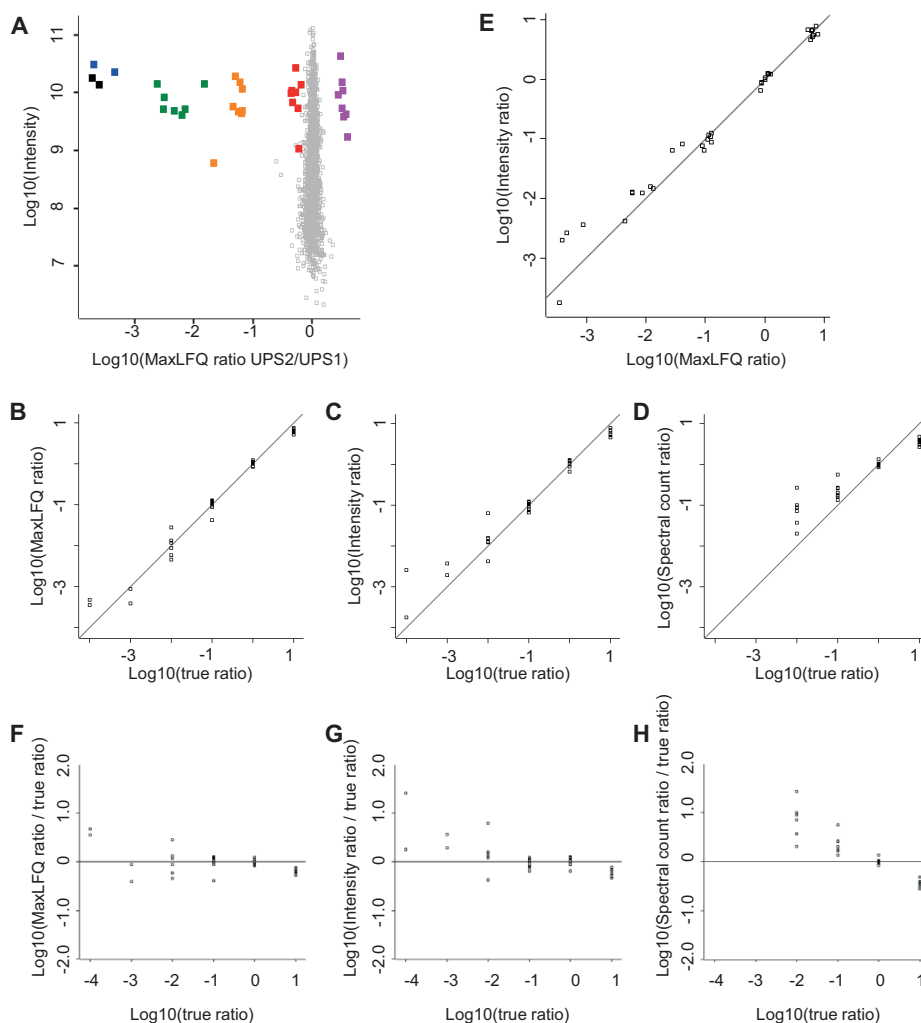 A
Log10(Intensity)
11
10
9
8
7
-3 -2 -1 0
Log10(MaxLFQ ratio UPS2/UPS1)
E
Log10(Intensity ratio)
1
0
-1
-2
-3
-3 -2 -1 0 1
Log10(MaxLFQ ratio)
B
Log10(MaxLFQ ratio)
1
-1
-3
-3 -1 1
Log10(true ratio)
C
Log10(Intensity ratio)
1
-1
-3
-3 -1 1
Log10(true ratio)
D
Log10(Spectral count ratio)
1
-1
-3
-3 -1 1
Log10(true ratio)
F
Log10(MaxLFQ ratio / true ratio)
2.0
1.0
0
-1.0
-2.0
-4 -3 -2 -1 0 1
Log10(true ratio)
G
Log10(Intensity ratio / true ratio)
2.0
1.0
0
-1.0
-2.0
-4 -3 -2 -1 0 1
Log10(true ratio)
H
Log10(Spectral count ratio / true ratio)
2.0
1.0
0
-1.0
-2.0
-4 -3 -2 -1 0 1
Log10(true ratio)